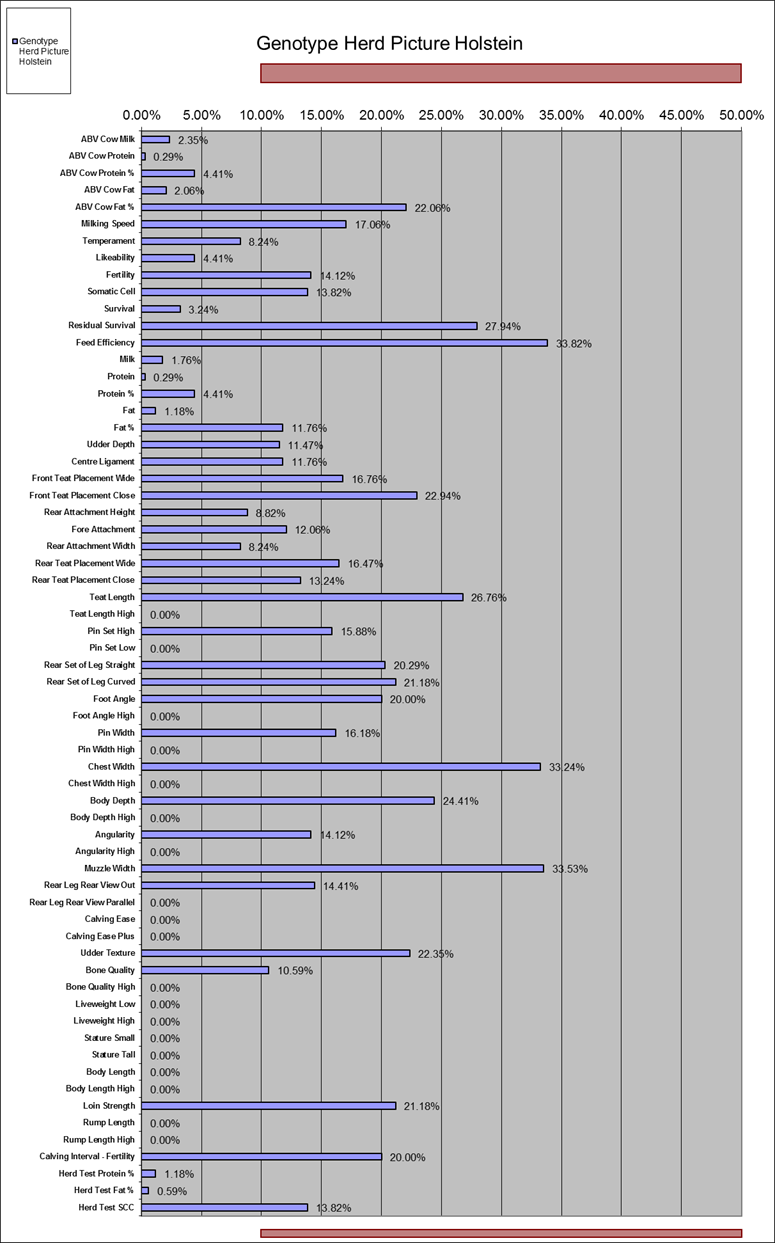 Genotype
Herd Picture
Holstein
Genotype Herd Picture Holstein
0.00% 5.00% 10.00% 15.00% 20.00% 25.00% 30.00% 35.00% 40.00% 45.00% 50.00%
ABV Cow Milk 2.35%
ABV Cow Protein 0.29%
ABV Cow Protein % 4.41%
ABV Cow Fat 2.06%
ABV Cow Fat % 22.06%
Milking Speed 17.06%
Temperament 8.24%
Likeability 4.41%
Fertility 14.12%
Somatic Cell 13.82%
Survival 3.24%
Residual Survival 27.94%
Feed Efficiency 33.82%
Milk 1.76%
Protein 0.29%
Protein % 4.41%
Fat 1.18%
Fat % 11.76%
Udder Depth 11.47%
Centre Ligament 11.76%
Front Teat Placement Wide 16.76%
Front Teat Placement Close 22.94%
Rear Attachment Height 8.82%
Fore Attachment 12.06%
Rear Attachment Width 8.24%
Rear Teat Placement Wide 16.47%
Rear Teat Placement Close 13.24%
Teat Length 26.76%
Teat Length High 0.00%
Pin Set High 15.88%
Pin Set Low 0.00%
Rear Set of Leg Straight 20.29%
Rear Set of Leg Curved 21.18%
Foot Angle 20.00%
Foot Angle High 0.00%
Pin Width 16.18%
Pin Width High 0.00%
Chest Width 33.24%
Chest Width High 0.00%
Body Depth 24.41%
Body Depth High 0.00%
Angularity 14.12%
Angularity High 0.00%
Muzzle Width 33.53%
Rear Leg Rear View Out 14.41%
Rear Leg Rear View Parallel 0.00%
Calving Ease 0.00%
Calving Ease Plus 0.00%
Udder Texture 22.35%
Bone Quality 10.59%
Bone Quality High 0.00%
Liveweight Low 0.00%
Liveweight High 0.00%
Stature Small 0.00%
Stature Tall 0.00%
Body Length 0.00%
Body Length High 0.00%
Loin Strength 21.18%
Rump Length 0.00%
Rump Length High 0.00%
Calving Interval - Fertility 20.00%
Herd Test Protein % 1.18%
Herd Test Fat % 0.59%
Herd Test SCC 13.82%